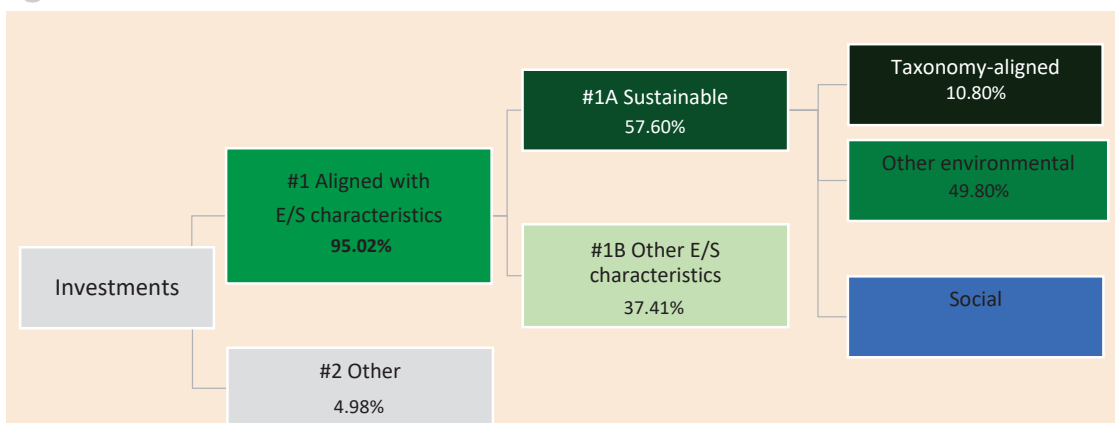 Investments
#1 Aligned with
E/S characteristics
95.02%
#2 Other
4.98%
#1A Sustainable
57.60%
#1B Other E/S
characteristics
37.41%
Taxonomy-aligned
10.80%
Other environmental
49.80%
Social